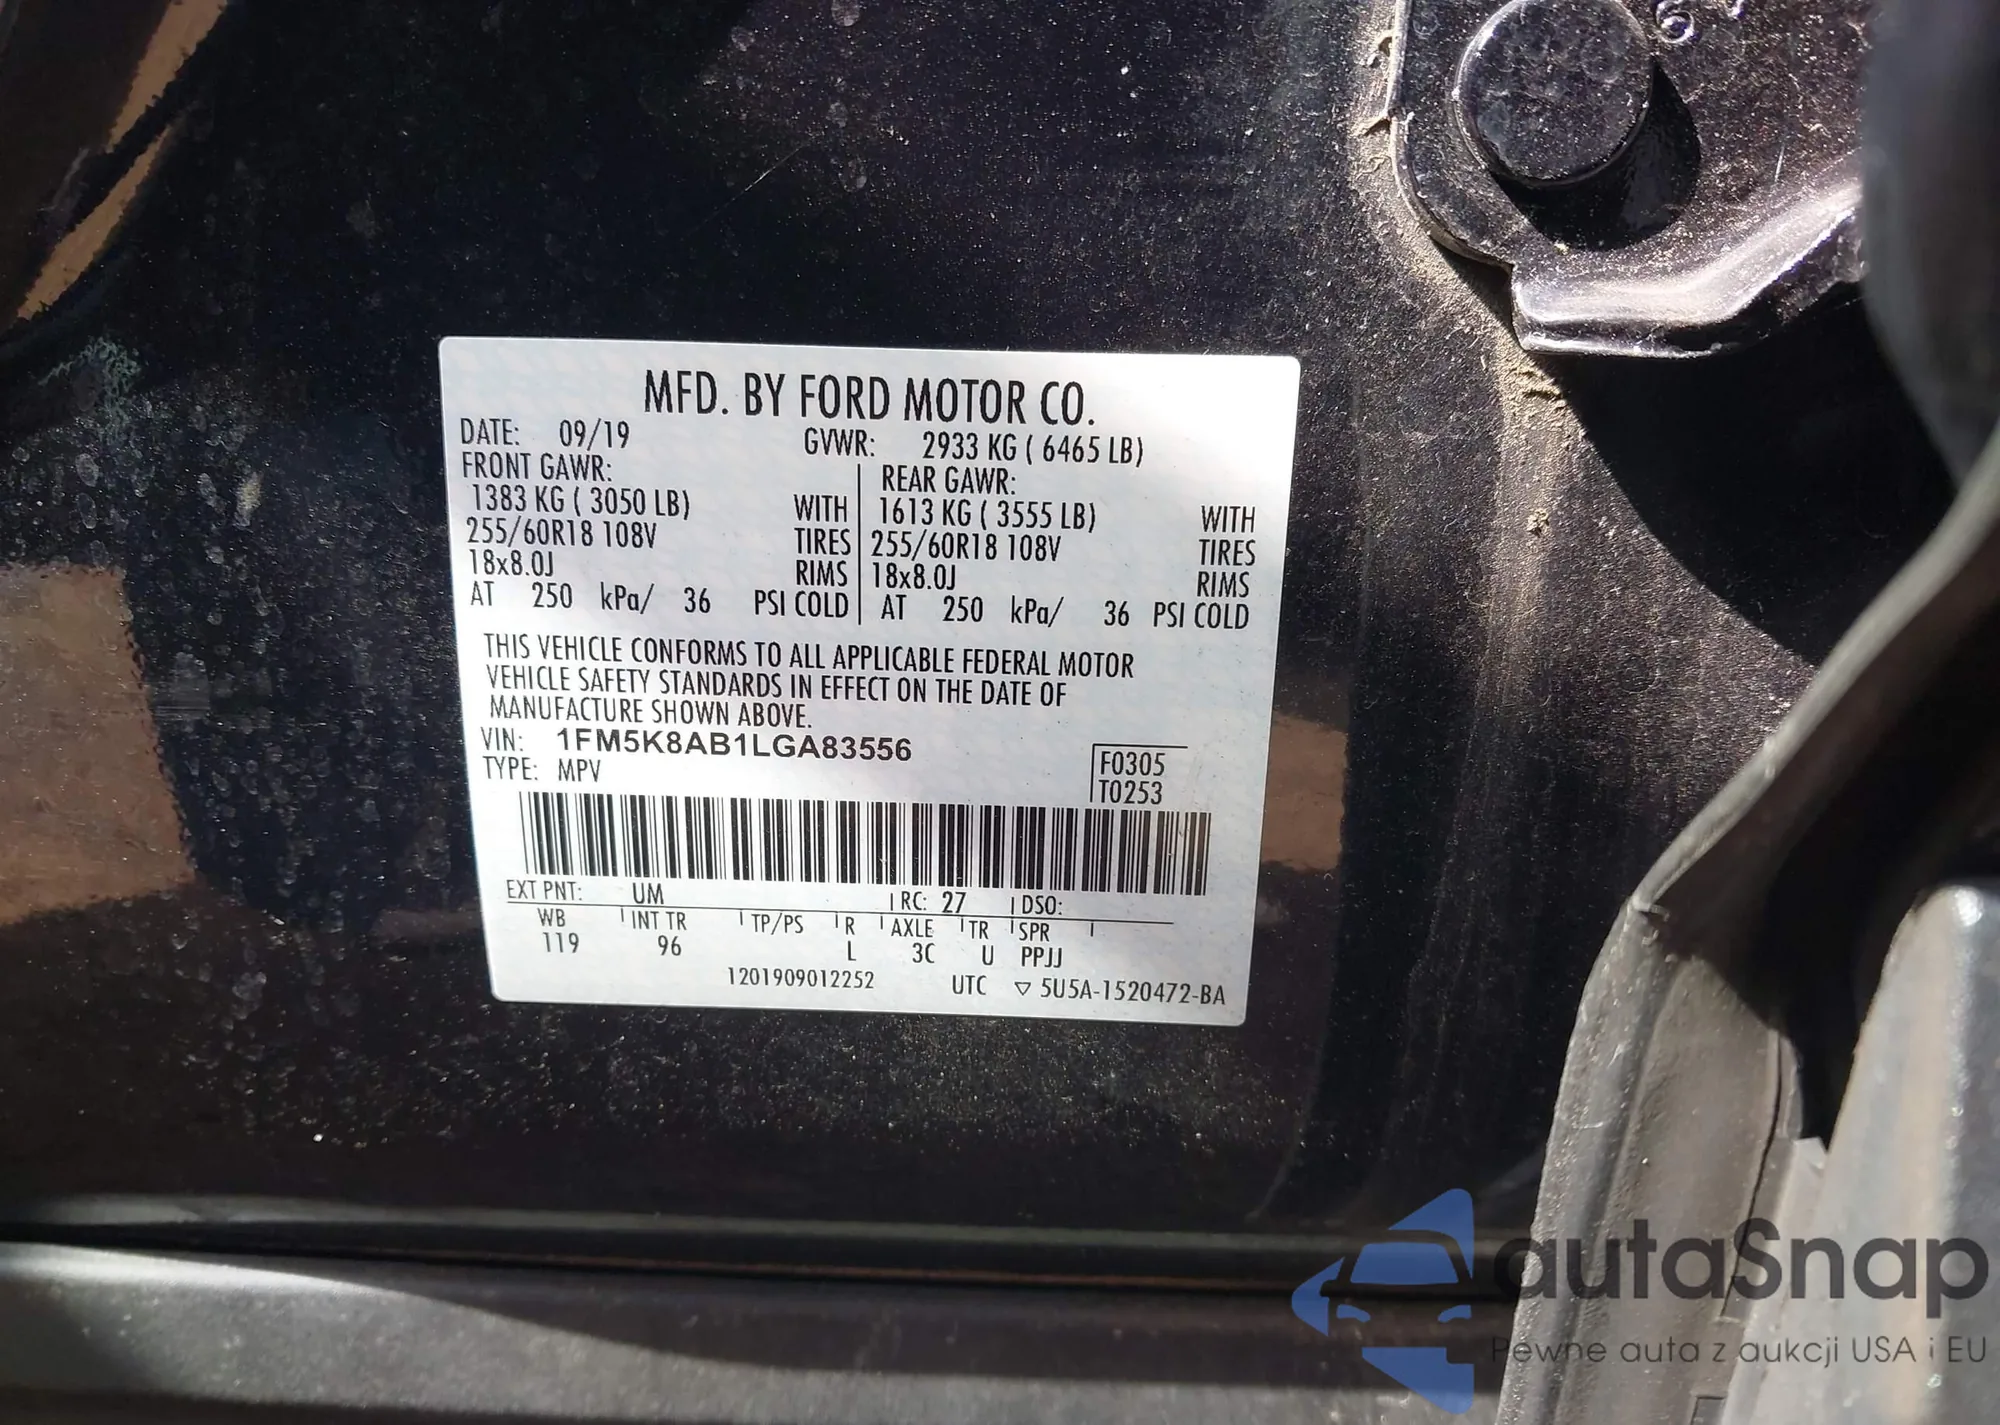 MFD. BY FORD MOTOR CO.
DATE: 09/19 GVWR: 2933 KG ( 6465 LB)
FRONT GAWR: REAR GAWR:
1383 KG ( 3050 LB) WITH 1613 KG ( 3555 LB) WITH
255/60R18 108V TIRES 255/60R18 108V TIRES
18x8.0J RIMS 18x8.0J RIMS
AT 250 kPa/ 36 PSI COLD AT 250 kPa/ 36 PSI COLD
THIS VEHICLE CONFORMS TO ALL APPLICABLE FEDERAL MOTOR
VEHICLE SAFETY STANDARDS IN EFFECT ON THE DATE OF
MANUFACTURE SHOWN ABOVE.
VIN: 1FM5K8AB1LGA83556
TYPE: MPV
F0305
T0253
EXT PNT: UM RC: 27 DSO:
WB INT TR TP/PS R AXLE TR SPR
119 96 L 3C U PPJJ
1201909012252 UTC ▽ 5U5A-1520472-BA
autaSnap
Pewne auta z aukcji USA i EU